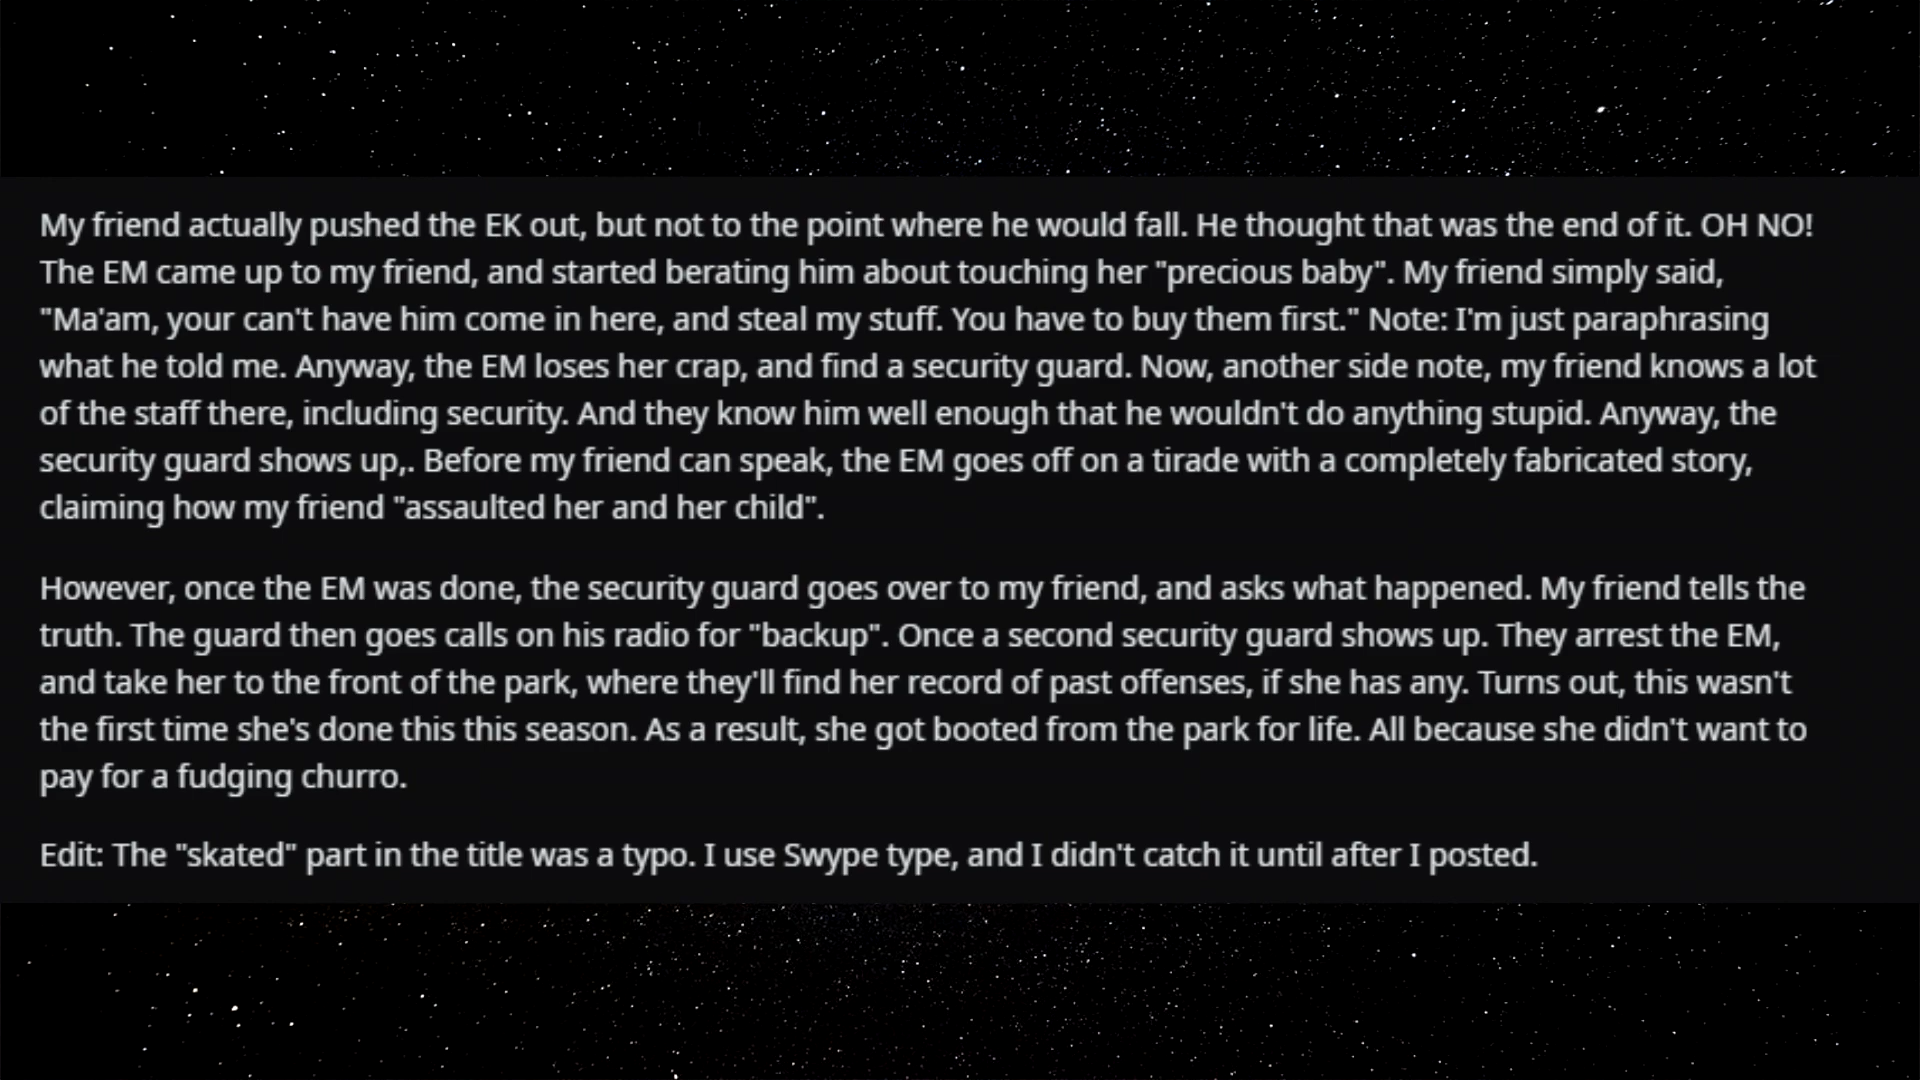 My friend actually pushed the EK out, but not to the point where he would fall. He thought that was the end of it. OH NO!
The EM came up to my friend, and started berating him about touching her "precious baby". My friend simply said,
"Ma'am, your can't have him come in here, and steal my stuff. You have to buy them first." Note: I'm just paraphrasing
what he told me. Anyway, the EM loses her crap, and find a security guard. Now, another side note, my friend knows a lot
of the staff there, including security. And they know him well enough that he wouldn't do anything stupid. Anyway, the
security guard shows up,. Before my friend can speak, the EM goes off on a tirade with a completely fabricated story,
claiming how my friend "assaulted her and her child".
However, once the EM was done, the security guard goes over to my friend, and asks what happened. My friend tells the
truth. The guard then goes calls on his radio for "backup". Once a second security guard shows up. They arrest the EM,
and take her to the front of the park, where they'll find her record of past offenses, if she has any. Turns out, this wasn't
the first time she's done this this season. As a result, she got booted from the park for life. All because she didn't want to
pay for a fudging churro.
Edit: The "skated" part in the title was a typo. I use Swype type, and I didn't catch it until after I posted.